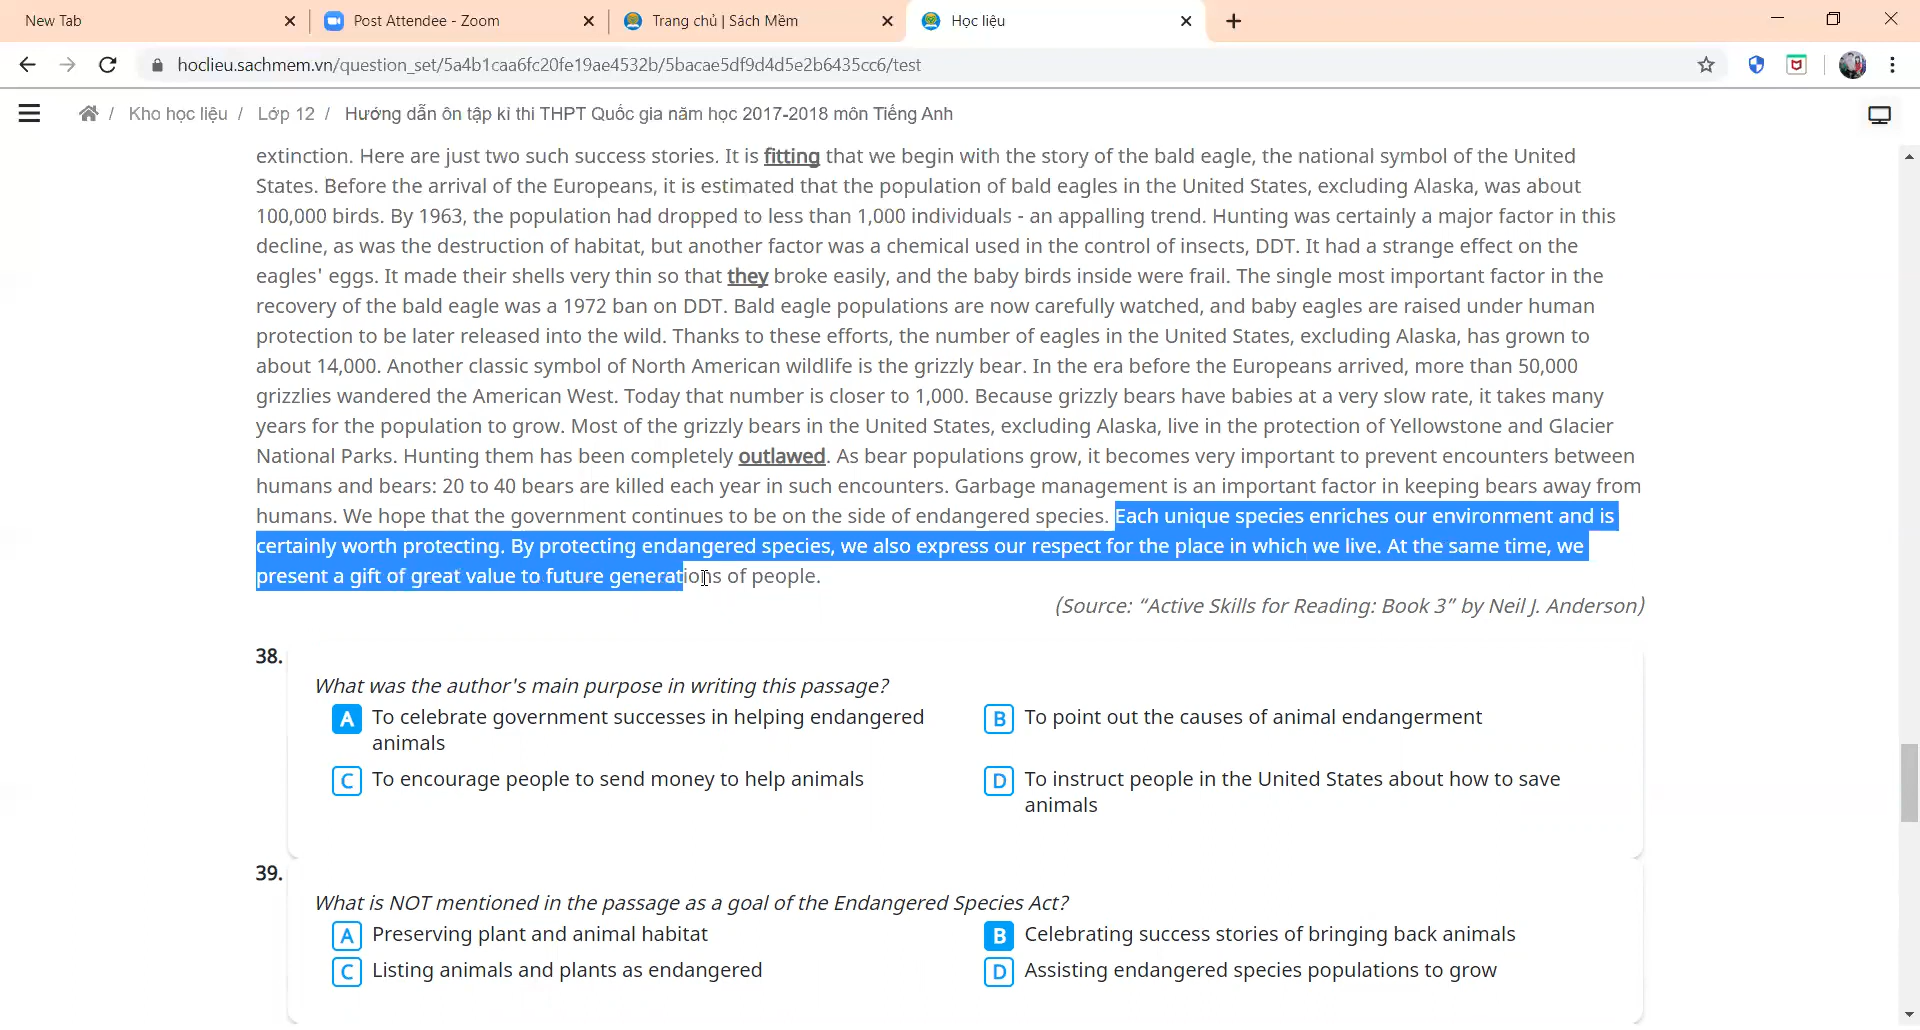 New Tab
Post Attendee - Zoom
Trang chủ | Sách Mềm
Học liệu
hoclieu.sachmem.vn/question_set/5a4b1caa6fc20fe19ae4532b/5bacae5df9d4d5e2b6435cc6/test
/ Kho học liệu / Lớp 12 / Hướng dẫn ôn tập kì thi THPT Quốc gia năm học 2017-2018 môn Tiếng Anh
extinction. Here are just two such success stories. It is fitting that we begin with the story of the bald eagle, the national symbol of the United
States. Before the arrival of the Europeans, it is estimated that the population of bald eagles in the United States, excluding Alaska, was about
100,000 birds. By 1963, the population had dropped to less than 1,000 individuals - an appalling trend. Hunting was certainly a major factor in this
decline, as was the destruction of habitat, but another factor was a chemical used in the control of insects, DDT. It had a strange effect on the
eagles' eggs. It made their shells very thin so that they broke easily, and the baby birds inside were frail. The single most important factor in the
recovery of the bald eagle was a 1972 ban on DDT. Bald eagle populations are now carefully watched, and baby eagles are raised under human
protection to be later released into the wild. Thanks to these efforts, the number of eagles in the United States, excluding Alaska, has grown to
about 14,000. Another classic symbol of North American wildlife is the grizzly bear. In the era before the Europeans arrived, more than 50,000
grizzlies wandered the American West. Today that number is closer to 1,000. Because grizzly bears have babies at a very slow rate, it takes many
years for the population to grow. Most of the grizzly bears in the United States, excluding Alaska, live in the protection of Yellowstone and Glacier
National Parks. Hunting them has been completely outlawed. As bear populations grow, it becomes very important to prevent encounters between
humans and bears: 20 to 40 bears are killed each year in such encounters. Garbage management is an important factor in keeping bears away from
humans. We hope that the government continues to be on the side of endangered species. Each unique species enriches our environment and is
certainly worth protecting. By protecting endangered species, we also express our respect for the place in which we live. At the same time, we
present a gift of great value to future generations of people.
(Source: “Active Skills for Reading: Book 3” by Neil J. Anderson)
38.
What was the author's main purpose in writing this passage?
A To celebrate government successes in helping endangered
animals
B To point out the causes of animal endangerment
C To encourage people to send money to help animals
D To instruct people in the United States about how to save
animals
39.
What is NOT mentioned in the passage as a goal of the Endangered Species Act?
A Preserving plant and animal habitat
B Celebrating success stories of bringing back animals
C Listing animals and plants as endangered
D Assisting endangered species populations to grow